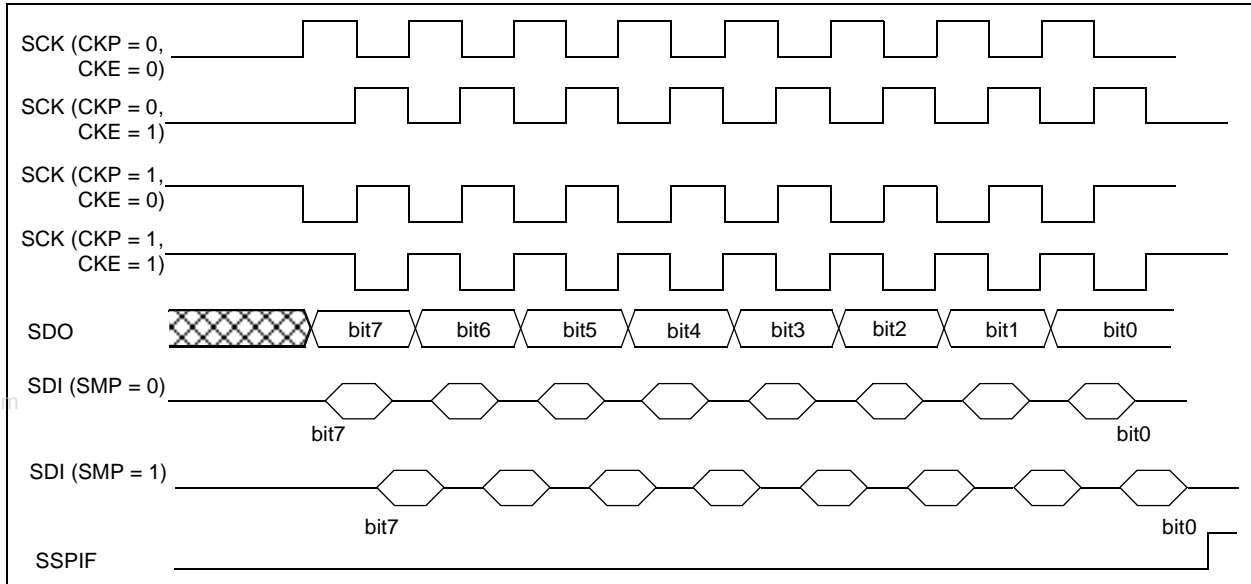 SCK (CKP = 0,
CKE = 0)
SCK (CKP = 0,
CKE = 1)
SCK (CKP = 1,
CKE = 0)
SCK (CKP = 1,
CKE = 1)
SDO bit7 bit6 bit5 bit4 bit3 bit2 bit1 bit0
SDI (SMP = 0)
m
bit7 bit0
SDI (SMP = 1)
bit7 bit0
SSPIF